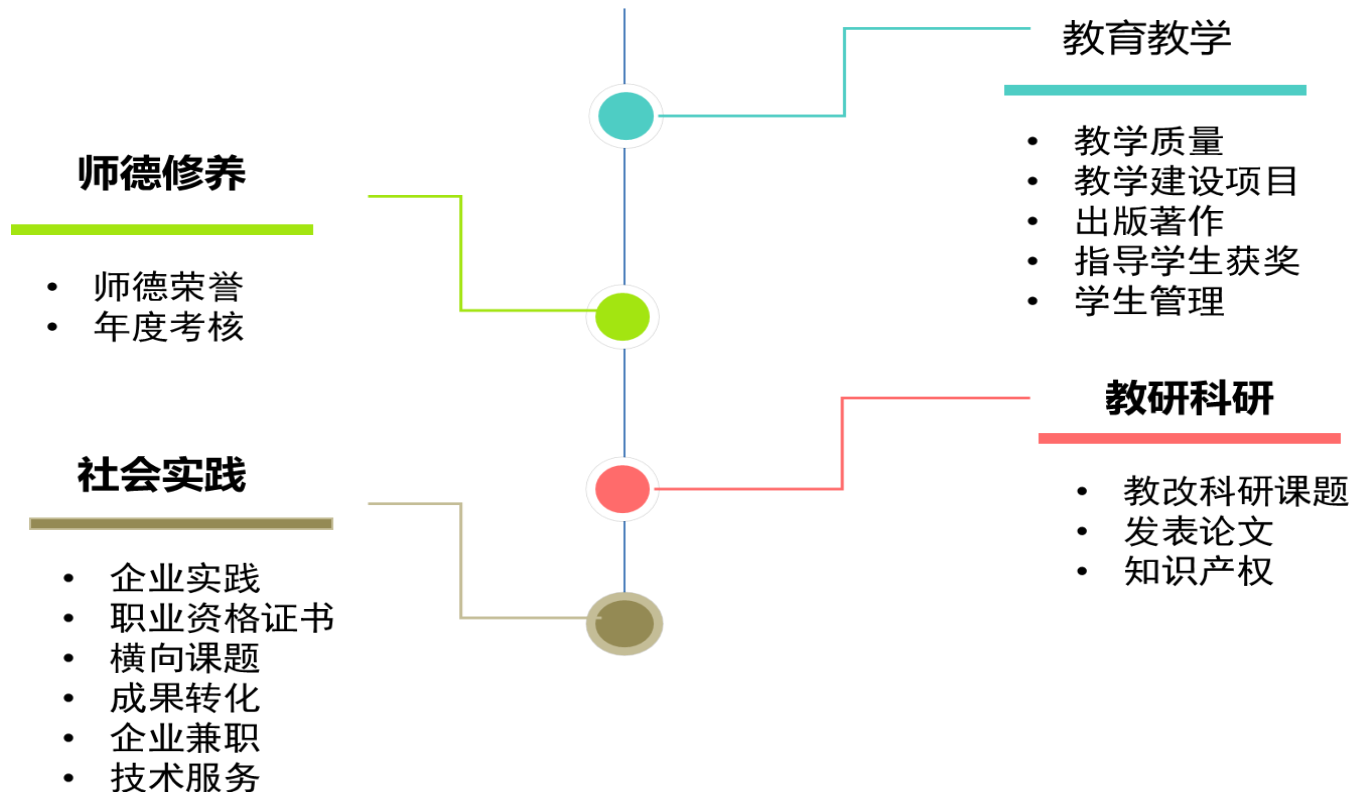 教育教学
• 教学质量
• 教学建设项目
• 出版著作
• 指导学生获奖
• 学生管理
师德修养
• 师德荣誉
• 年度考核
教研科研
• 教改科研课题
• 发表论文
• 知识产权
社会实践
• 企业实践
• 职业资格证书
• 横向课题
• 成果转化
• 企业兼职
• 技术服务